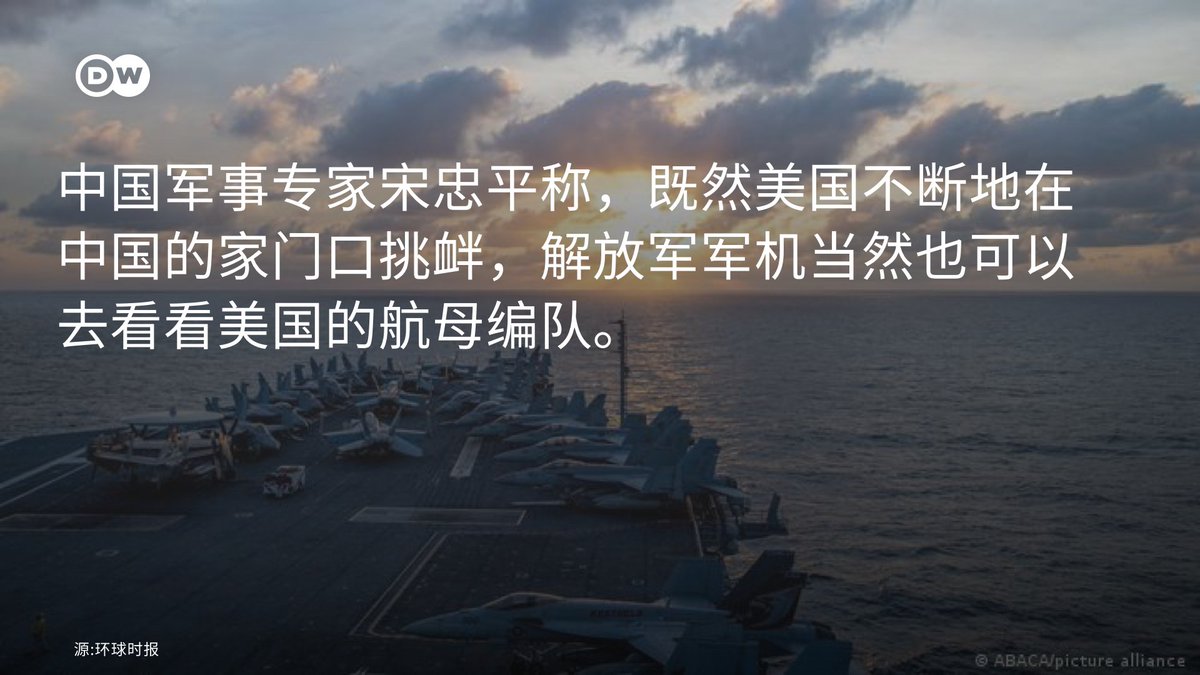 DW
中国军事专家宋忠平称，既然美国不断地在
中国的家门口挑衅，解放军军机当然也可以
去看看美国的航母编队。
源:环球时报
© ABACA/picture alliance